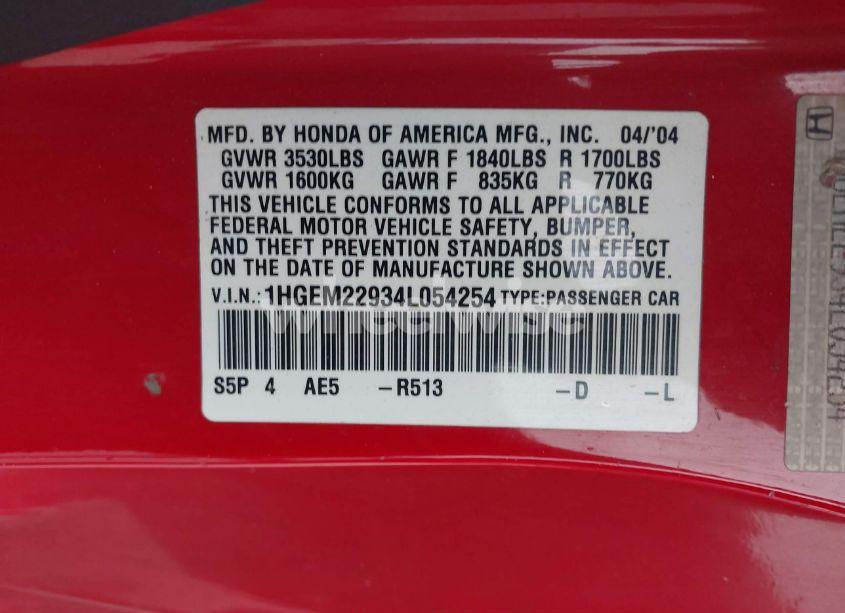 MFD. BY HONDA OF AMERICA MFG., INC. 04/'04
GVWR 3530LBS GAWR F 1840LBS R 1700LBS
GVWR 1600KG GAWR F 835KG R 770KG
THIS VEHICLE CONFORMS TO ALL APPLICABLE
FEDERAL MOTOR VEHICLE SAFETY, BUMPER,
AND THEFT PREVENTION STANDARDS IN EFFECT
ON THE DATE OF MANUFACTURE SHOWN ABOVE.
V.I.N.: 1HGEM22934L054254 TYPE:PASSENGER CAR
wheelwise
S5P 4 AE5 –R513 –D –L